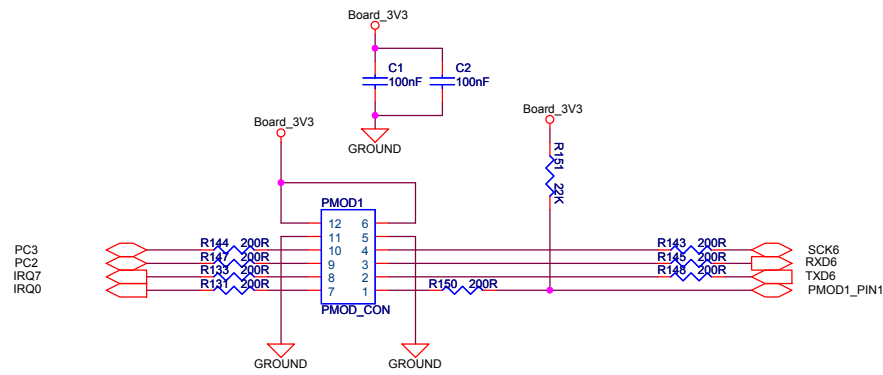 Board_3V3
C1
100nF
C2
100nF
GROUND
Board_3V3
Board_3V3
R151
22K
PMOD1
12 6
11 5
10 4
9 3
8 2
7 1
PMOD_CON
PC3 R144 200R
PC2 R147 200R
IRQ7 R133 200R
IRQ0 R131 200R
R143 200R SCK6
R145 200R RXD6
R148 200R TXD6
R150 200R PMOD1_PIN1
GROUND GROUND